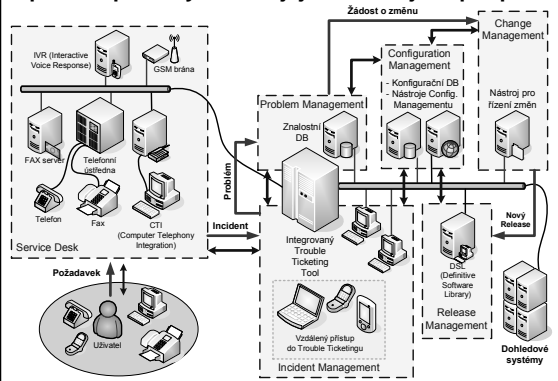 Žádost o změnu
IVR (Interactive
Voice Response)
GSM brána
FAX server
Telefonní
ústředna
Telefon
Fax
CTI
(Computer Telephony
Integration)
Service Desk
Požadavek
Uživatel
Incident
Problém
Problem Management
Znalostní
DB
Configuration
Management
- Konfigurační DB
- Nástroje Config.
Managementu
Change
Management
Nástroj pro
řízení změn
Nový
Release
Integrovaný
Trouble
Ticketing
Tool
Vzdálený přístup
do Trouble Ticketingu
Incident Management
DSL
(Definitive
Software
Library)
Release
Management
Dohledové
systémy